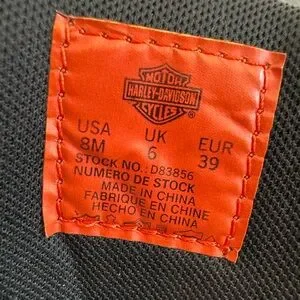 MOTOR
HARLEY-DAVIDSON
CYCLES
®
USA UK EUR
8M 6 39
STOCK NO.: D83856
NUMERO DE STOCK
MADE IN CHINA
FABRIQUE EN CHINE
HECHO EN CHINA